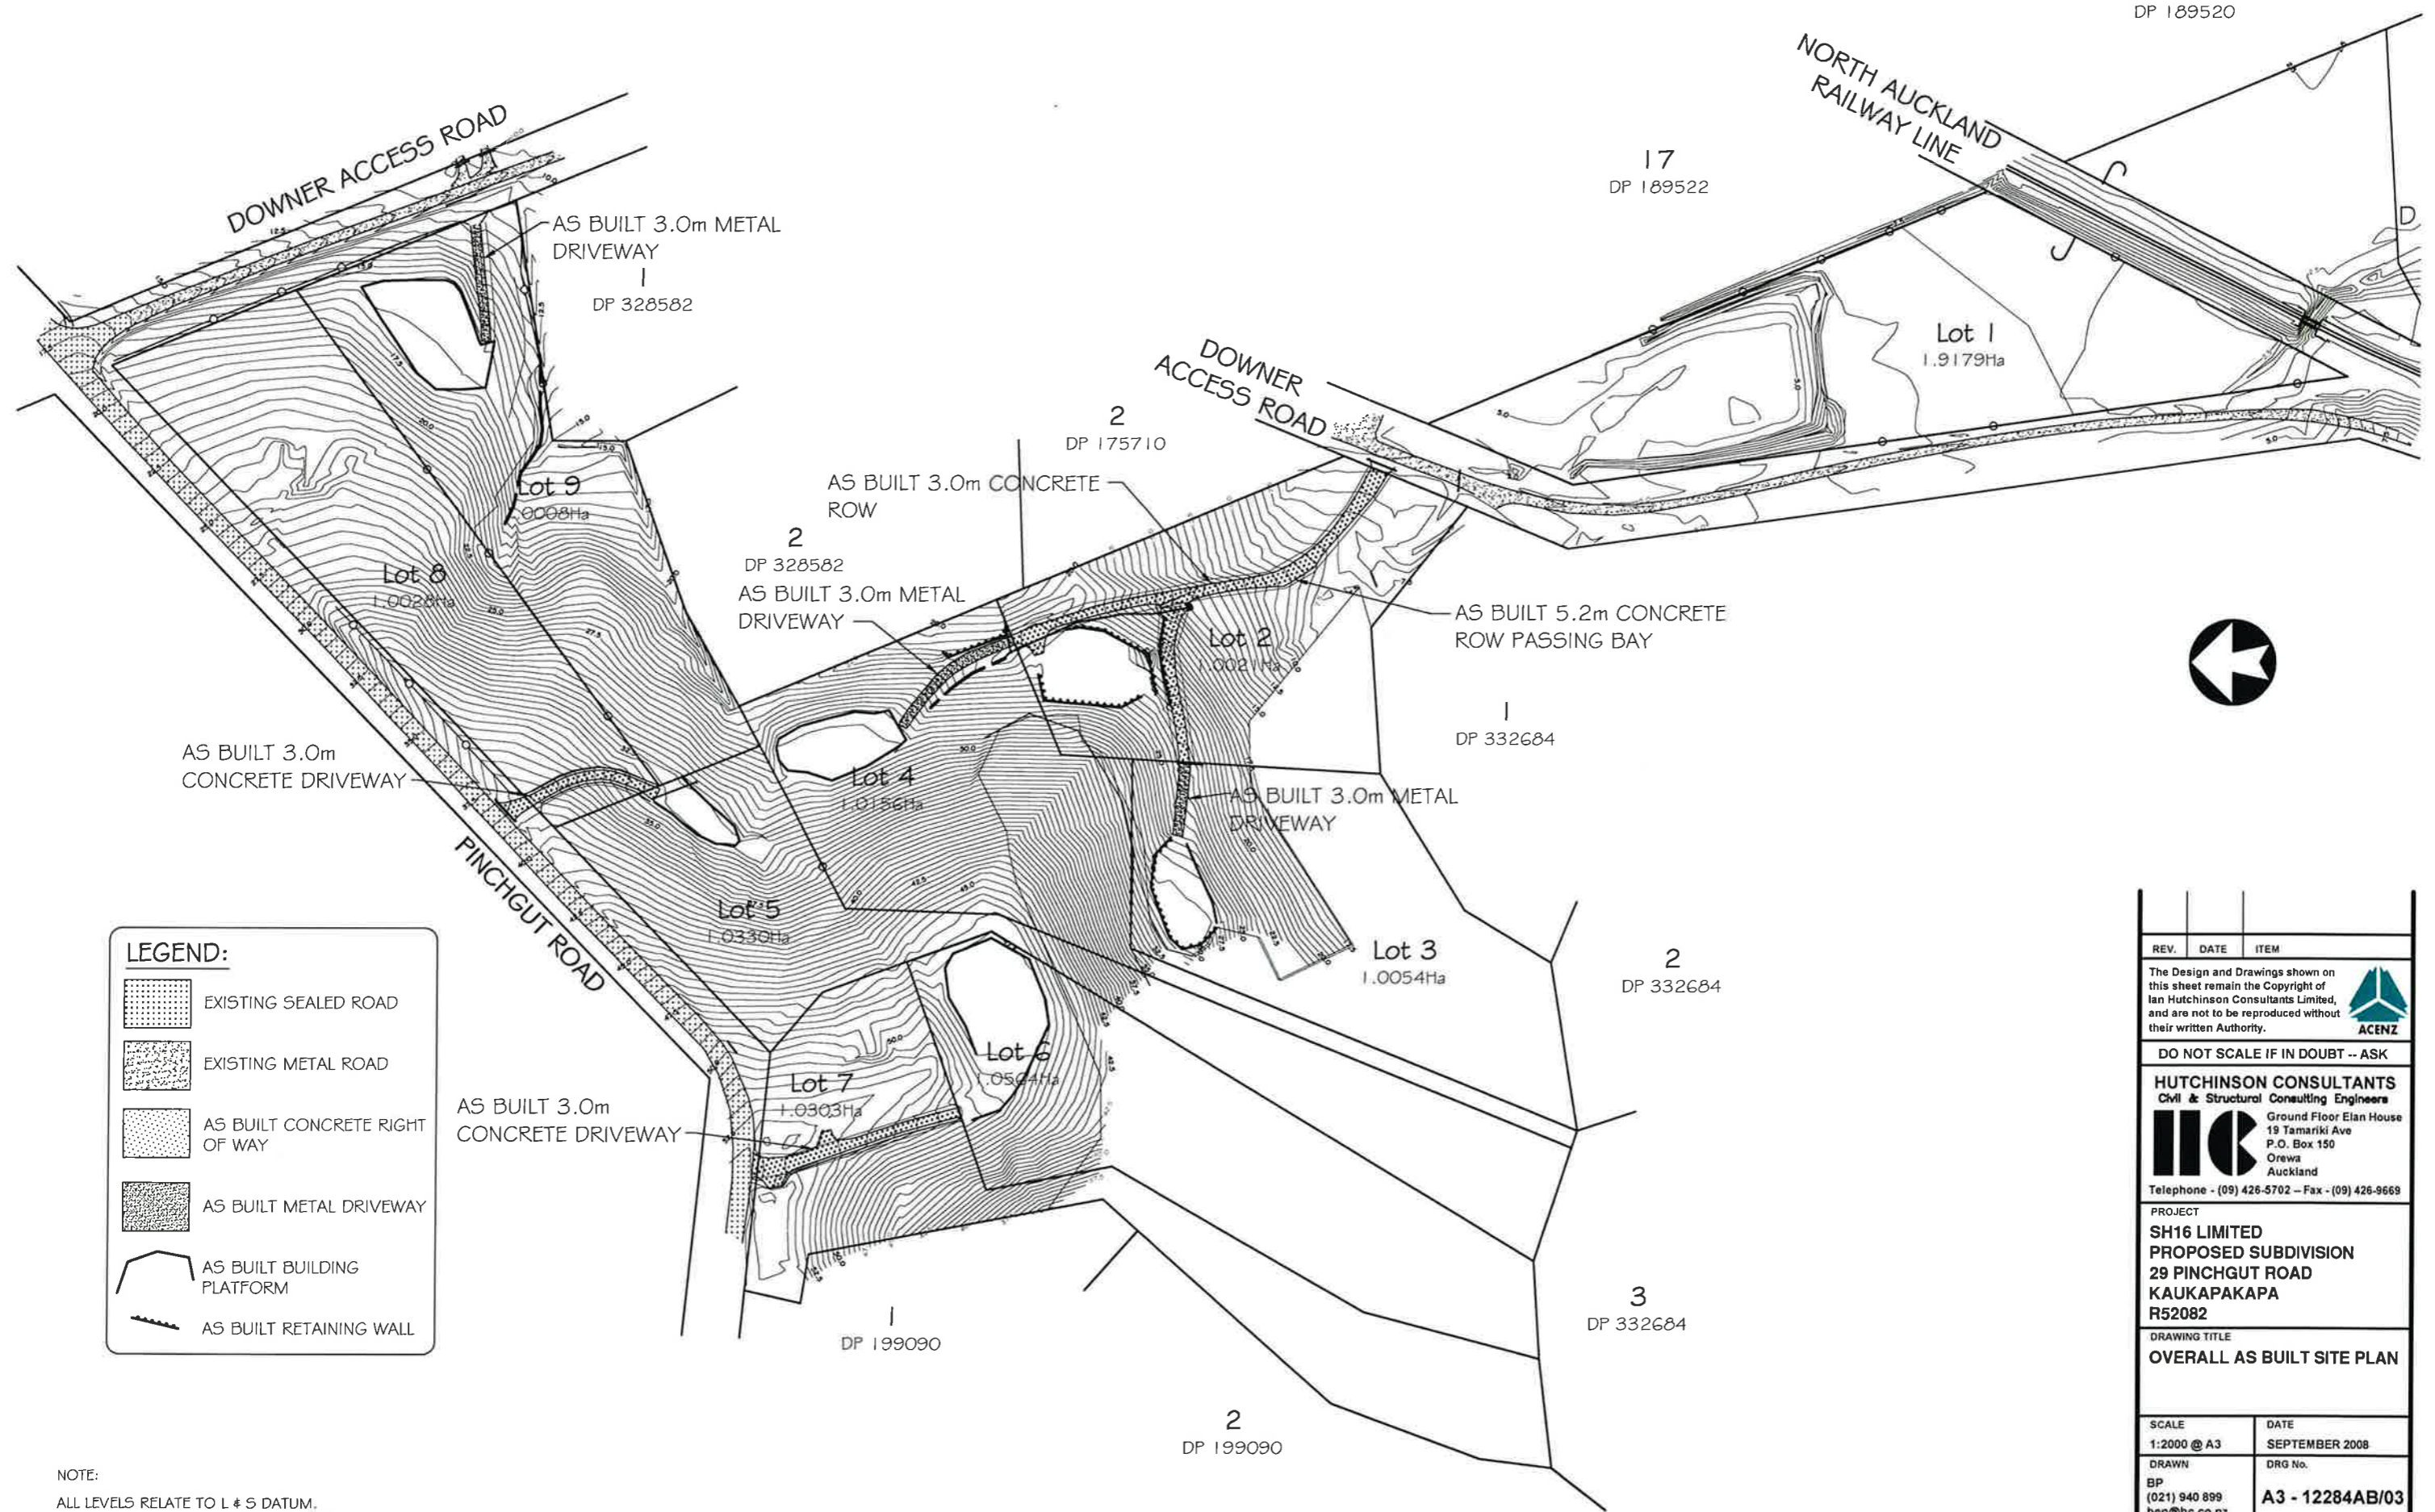 DP 189520
NORTH AUCKLAND
RAILWAY LINE
17
DP 189522
DOWNER ACCESS ROAD
AS BUILT 3.0m METAL
DRIVEWAY
1
DP 328582
D
Lot 1
1.9179Ha
DOWNER
ACCESS ROAD
2
DP 175710
AS BUILT 3.0m CONCRETE
ROW
Lot 9
.0008Ha
2
DP 328582
AS BUILT 3.0m METAL
DRIVEWAY
Lot 8
1.0028Ha
AS BUILT 5.2m CONCRETE
ROW PASSING BAY
Lot 2
1.0021Ha
1
DP 332684
AS BUILT 3.0m
CONCRETE DRIVEWAY
Lot 4
1.0156Ha
AS BUILT 3.0m METAL
DRIVEWAY
PINCHGUT ROAD
Lot 5
1.0330Ha
Lot 3
1.0054Ha
2
DP 332684
Lot 6
Lot 7
1.0303Ha
AS BUILT 3.0m
CONCRETE DRIVEWAY
3
DP 332684
1
DP 199090
2
DP 199090
LEGEND:
EXISTING SEALED ROAD
EXISTING METAL ROAD
AS BUILT CONCRETE RIGHT
OF WAY
AS BUILT METAL DRIVEWAY
AS BUILT BUILDING
PLATFORM
AS BUILT RETAINING WALL
NOTE:
ALL LEVELS RELATE TO L & S DATUM.
REV. DATE ITEM
The Design and Drawings shown on
this sheet remain the Copyright of
Ian Hutchinson Consultants Limited,
and are not to be reproduced without
their written Authority.
ACENZ
DO NOT SCALE IF IN DOUBT -- ASK
HUTCHINSON CONSULTANTS
Civil & Structural Consulting Engineers
Ground Floor Elan House
19 Tamariki Ave
P.O. Box 150
Orewa
Auckland
Telephone - (09) 426-5702 – Fax - (09) 426-9669
PROJECT
SH16 LIMITED
PROPOSED SUBDIVISION
29 PINCHGUT ROAD
KAUKAPAKAPA
R52082
DRAWING TITLE
OVERALL AS BUILT SITE PLAN
SCALE
1:2000 @ A3
DATE
SEPTEMBER 2008
DRAWN
BP
(021) 940 899
DRG No.
A3 - 12284AB/03